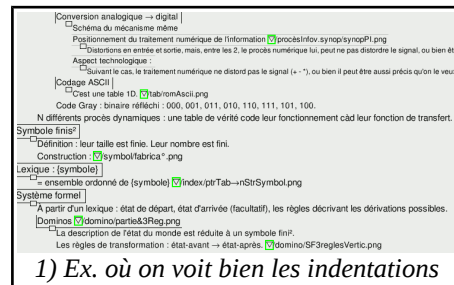 Conversion analogique → digital
Schéma du mécanisme même
Positionnement du traitement numérique de l'information procèsInfov.synop/synopPI.png
Distortions en entrée et sortie, mais, entre les 2, le procès numérique lui, peut ne pas distordre le signal, ou bien êt
Aspect technologique :
Suivant le cas, le traitement numérique ne distord pas le signal (+ - *), ou bien il peut être aussi précis qu'on le veu
Codage ASCII
C'est une table 1D. /tab/romAscii.png
Code Gray : binaire réfléchi : 000, 001, 011, 010, 110, 111, 101, 100.
N différents procès dynamiques : une table de vérité code leur fonctionnement càd leur fonction de transfert.
Symbole finis²
Définition : leur taille est finie. Leur nombre est fini.
Construction : /symbol/fabrica°.png
Lexique : {symbole}
= ensemble ordonné de {symbole} /index/ptrTab→nStrSymbol.png
Système formel
À partir d'un lexique : état de départ, état d'arrivée (facultatif), les règles décrivant les dérivations possibles.
Dominos /domino/partie&3Reg.png
La description de l'état du monde est réduite à un symbole fini².
Les règles de transformation : état-avant → état-après. /domino/SF3reglesVertic.png
1) Ex. où on voit bien les indentations